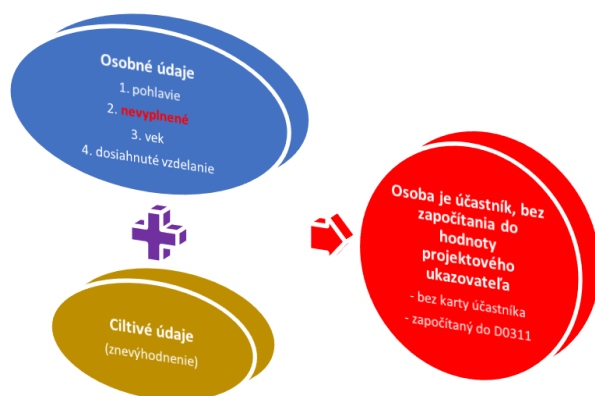 Osobné údaje
1. pohlavie
2. nevyplnené
3. vek
4. dosiahnuté vzdelanie
Ciltivé údaje
(znevýhodnenie)
Osoba je účastník, bez
započítania do
hodnoty
projektového
ukazovateľa
- bez karty účastníka
- započítaný do D0311